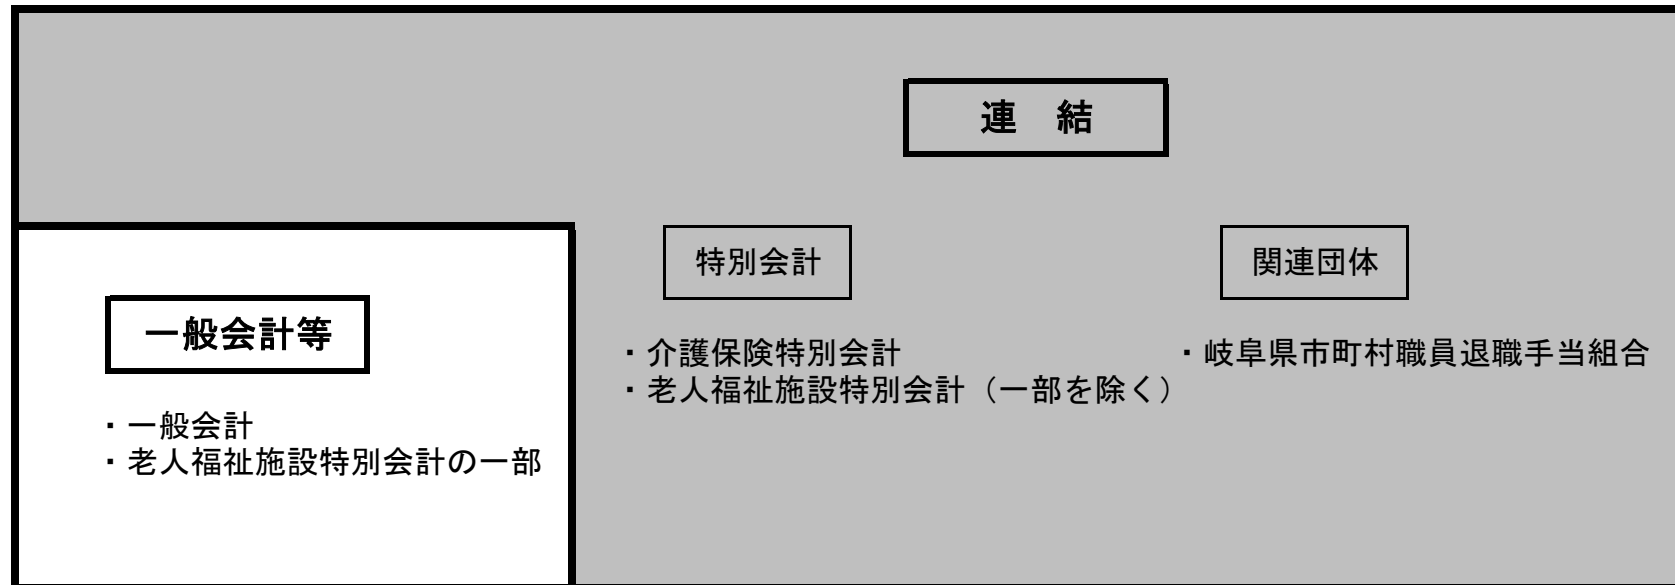 連　結
一般会計等
・一般会計
・老人福祉施設特別会計の一部
特別会計
・介護保険特別会計
・老人福祉施設特別会計（一部を除く）
関連団体
・岐阜県市町村職員退職手当組合